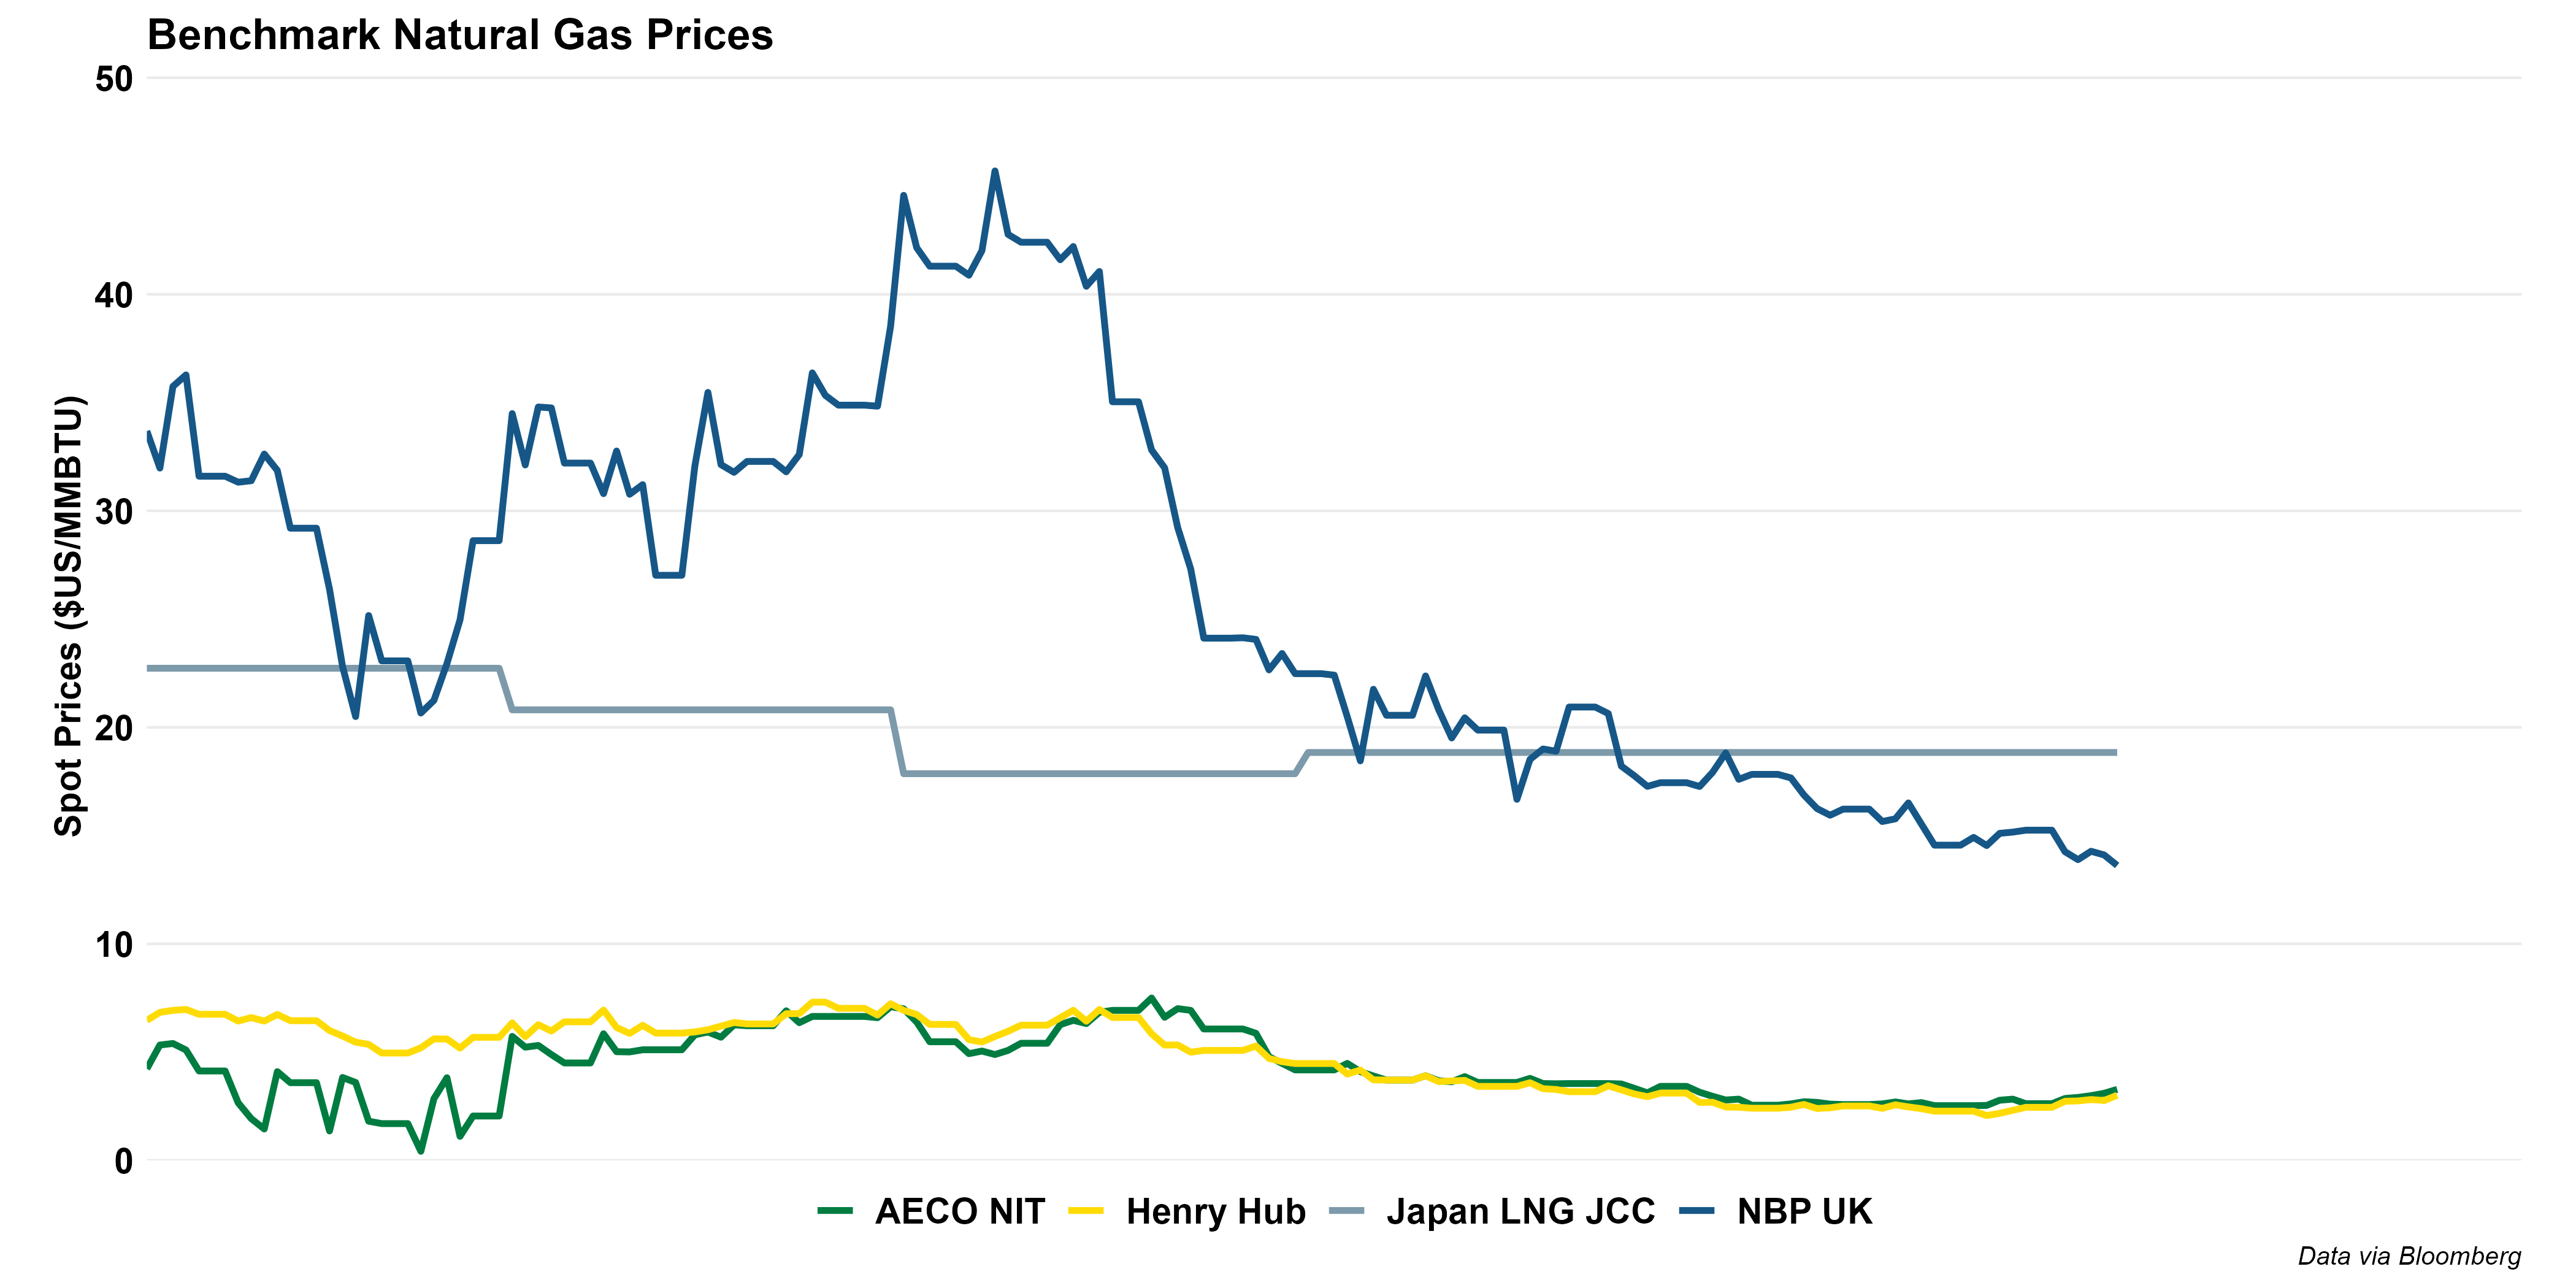 Benchmark Natural Gas Prices
Spot Prices ($US/MMBTU)
50
40
30
20
10
0
AECO NIT Henry Hub Japan LNG JCC NBP UK
Data via Bloomberg